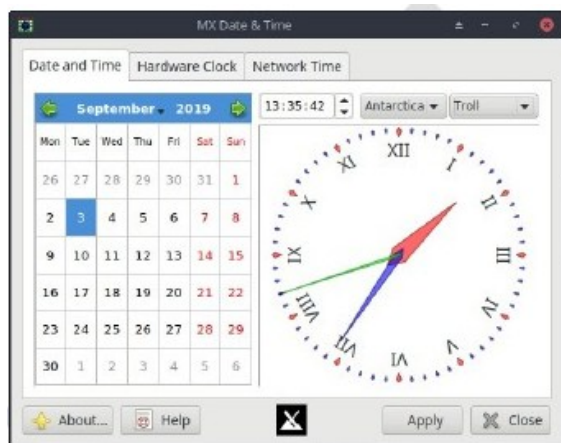 MX Date & Time
Date and Time Hardware Clock Network Time
September 2019 13:35:42 Antarctica Troll
Mon Tue Wed Thu Fri Sat Sun
26 27 28 29 30 31 1
2 3 4 5 6 7 8
9 10 11 12 13 14 15
16 17 18 19 20 21 22
23 24 25 26 27 28 29
30 1 2 3 4 5 6
XII
I
II
III
IV
V
VI
VII
VIII
IX
X
XI
About... Help Apply Close